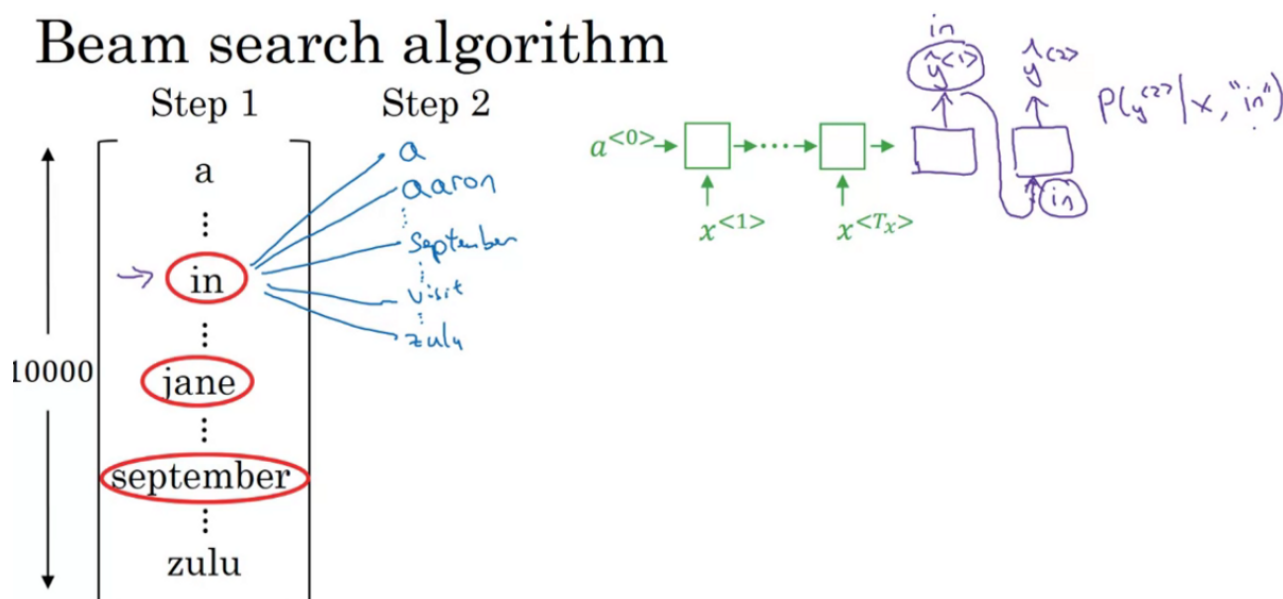 Beam search algorithm
Step 1
Step 2
10000
a
⋮
in
⋮
jane
⋮
september
⋮
zulu
a
aaron
⋮
September
⋮
visit
⋮
zulu
a<0>
x<1>
x<Tx>
in
ŷ<1>
ŷ<2>
in
P(y<2>|x,"in")